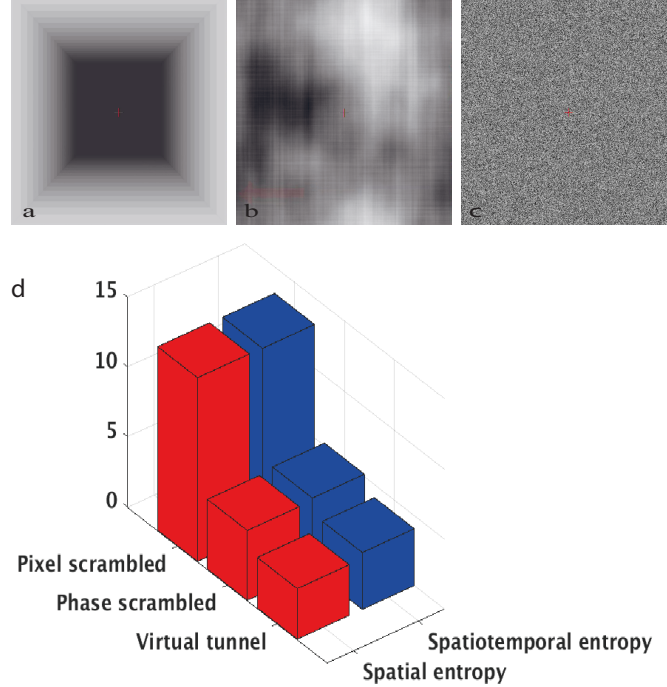 a
b
c
d
15
10
5
0
Pixel scrambled
Phase scrambled
Virtual tunnel
Spatiotemporal entropy
Spatial entropy